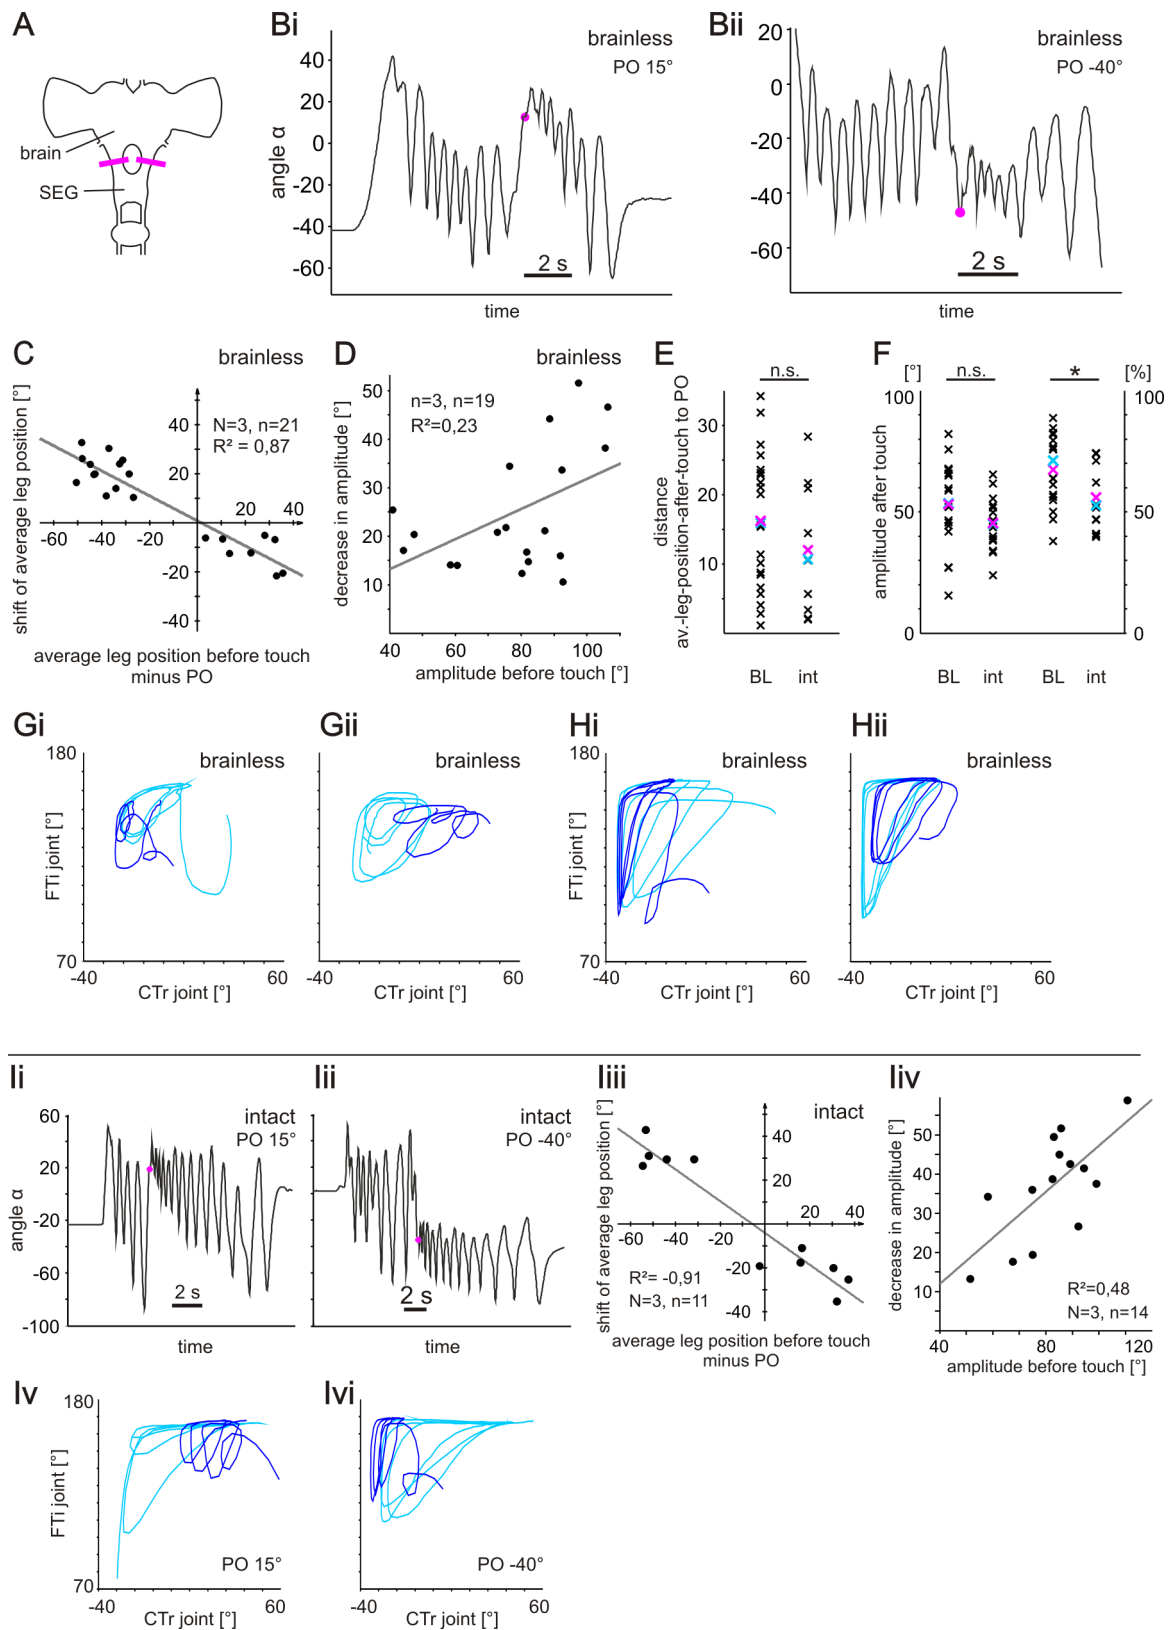 A
brain
SEG
Bi
brainless
PO 15°
angle α
40
20
0
-20
-40
-60
2 s
time
Bii
brainless
PO -40°
20
0
-20
-40
-60
2 s
time
C
brainless
shift of average leg position [°]
N=3, n=21
R² = 0,87
40
20
-20
-40
-60
-40
-20
20
40
average leg position before touch
minus PO
D
brainless
decrease in amplitude [°]
n=3, n=19
R²=0,23
50
40
30
20
10
40
60
80
100
amplitude before touch [°]
E
n.s.
distance
av.-leg-position-after-touch to PO
30
20
10
BL
int
F
[°]
n.s.
*
[%]
amplitude after touch
100
50
0
100
50
0
BL
int
BL
int
Gi
brainless
180
FTi joint [°]
70
-40
60
CTr joint [°]
Gii
-40
60
CTr joint [°]
Hi
brainless
180
FTi joint [°]
70
-40
60
CTr joint [°]
Hii
brainless
-40
60
CTr joint [°]
Ii
intact
PO 15°
angle α
60
20
-20
-60
-100
2 s
time
Iii
intact
PO -40°
2 s
time
Iiii
intact
shift of average leg position [°]
40
20
-20
-40
-60
-40
-20
20
40
R²= -0,91
N=3, n=11
average leg position before touch
minus PO
Iiv
decrease in amplitude [°]
50
40
30
20
10
R²=0,48
N=3, n=14
40
60
80
100
120
amplitude before touch [°]
Iv
180
FTi joint [°]
70
PO 15°
-40
60
CTr joint [°]
Ivi
PO -40°
-40
60
CTr joint [°]